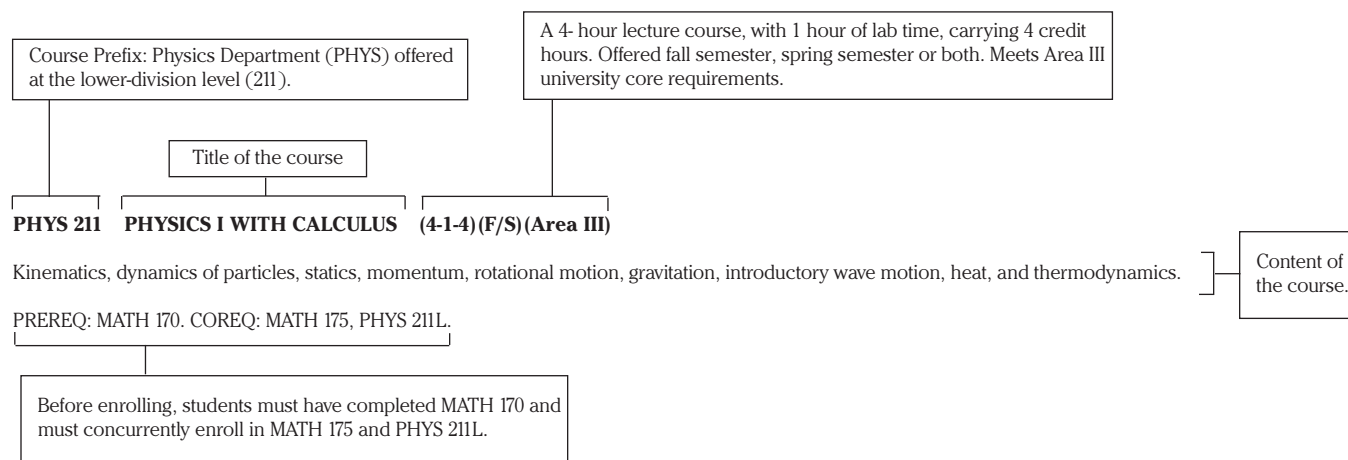 Course Prefix: Physics Department (PHYS) offered
at the lower-division level (211).
A 4- hour lecture course, with 1 hour of lab time, carrying 4 credit
hours. Offered fall semester, spring semester or both. Meets Area III
university core requirements.
Title of the course
PHYS 211 PHYSICS I WITH CALCULUS (4-1-4)(F/S)(Area III)
Kinematics, dynamics of particles, statics, momentum, rotational motion, gravitation, introductory wave motion, heat, and thermodynamics.
Content of
the course.
PREREQ: MATH 170. COREQ: MATH 175, PHYS 211L.
Before enrolling, students must have completed MATH 170 and
must concurrently enroll in MATH 175 and PHYS 211L.